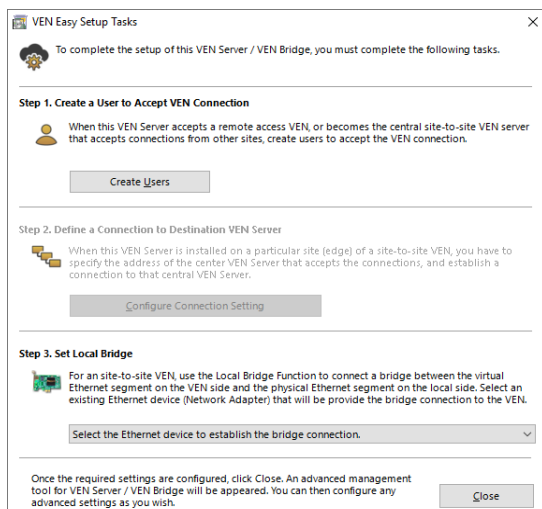 VEN Easy Setup Tasks
To complete the setup of this VEN Server / VEN Bridge, you must complete the following tasks.
Step 1. Create a User to Accept VEN Connection
When this VEN Server accepts a remote access VEN, or becomes the central site-to-site VEN server
that accepts connections from other sites, create users to accept the VEN connection.
Create Users
Step 2. Define a Connection to Destination VEN Server
When this VEN Server is installed on a particular site (edge) of a site-to-site VEN, you have to
specify the address of the center VEN Server that accepts the connections, and establish a
connection to that central VEN Server.
Configure Connection Setting
Step 3. Set Local Bridge
For an site-to-site VEN, use the Local Bridge Function to connect a bridge between the virtual
Ethernet segment on the VEN side and the physical Ethernet segment on the local side. Select an
existing Ethernet device (Network Adapter) that will be provide the bridge connection to the VEN.
Select the Ethernet device to establish the bridge connection.
Once the required settings are configured, click Close. An advanced management
tool for VEN Server / VEN Bridge will be appeared. You can then configure any
advanced settings as you wish.
Close